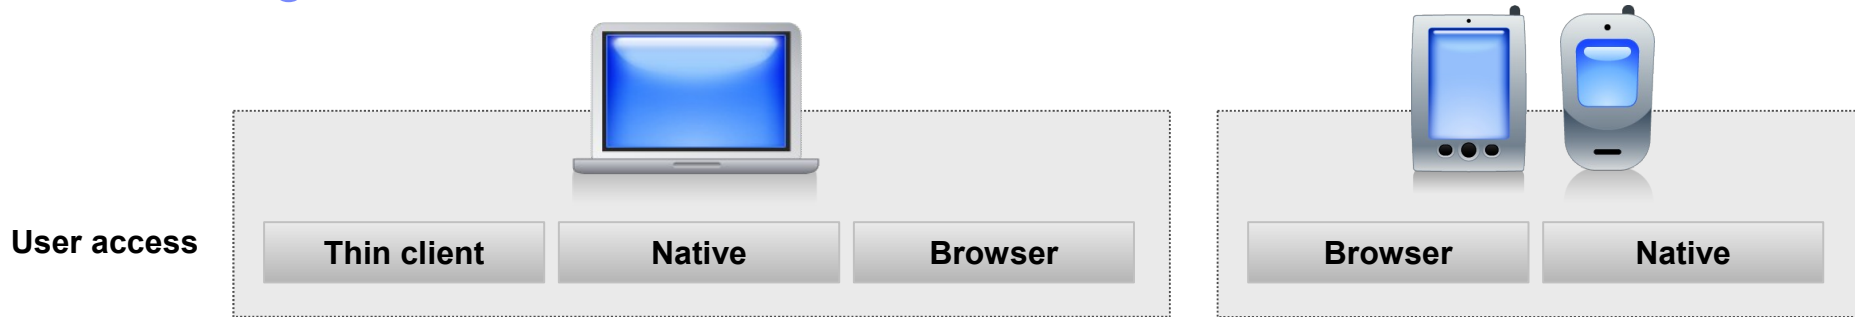 User access
Thin client
Native
Browser
Browser
Native